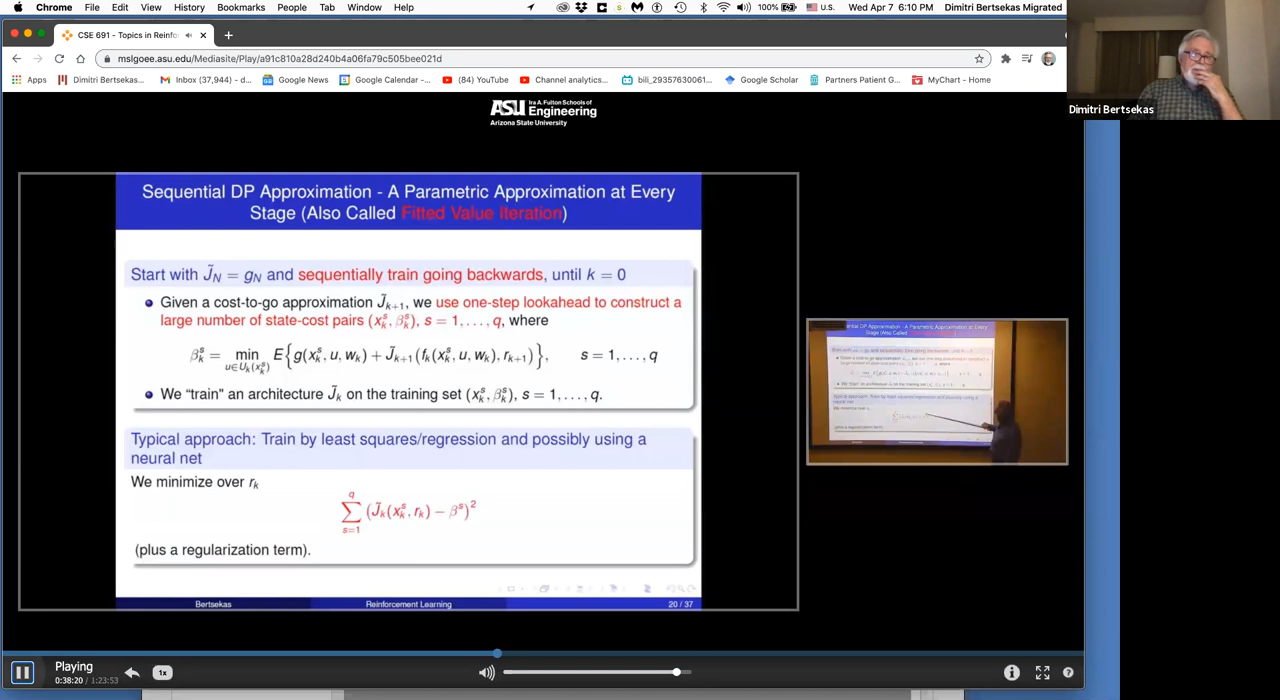 Chrome File Edit View History Bookmarks People Tab Window Help 100% U.S. Wed Apr 7 6:10 PM Dimitri Bertsekas Migrated
CSE 691 - Topics in Reinfo
mslgoee.asu.edu/Mediasite/Play/a91c810a28d240b4a06fa79c505bee021d
Apps Dimitri Bertsekas... Inbox (37,944) - d... Google News Google Calendar -... (84) YouTube Channel analytics... bili_29357630061... Google Scholar Partners Patient G... MyChart - Home
Dimitri Bertsekas
ASU Ira A. Fulton Schools of
Engineering
Arizona State University
Sequential DP Approximation - A Parametric Approximation at Every
Stage (Also Called Fitted Value Iteration)
Start with J̃_N = g_N and sequentially train going backwards, until k = 0
Given a cost-to-go approximation J̃_{k+1}, we use one-step lookahead to construct a
large number of state-cost pairs (x_k^s, β_k^s), s = 1, . . . , q, where
β_k^s = min_{u∈U_k(x_k^s)} E{g(x_k^s, u, w_k) + J̃_{k+1}(f_k(x_k^s, u, w_k), r_{k+1})}, s = 1, . . . , q
We "train" an architecture J̃_k on the training set (x_k^s, β_k^s), s = 1, . . . , q.
Typical approach: Train by least squares/regression and possibly using a
neural net
We minimize over r_k
∑_{s=1}^{q} (J̃_k(x_k^s, r_k) − β^s)^2
(plus a regularization term).
Bertsekas Reinforcement Learning 20 / 37
Playing
0:38:20 / 1:23:53
1x